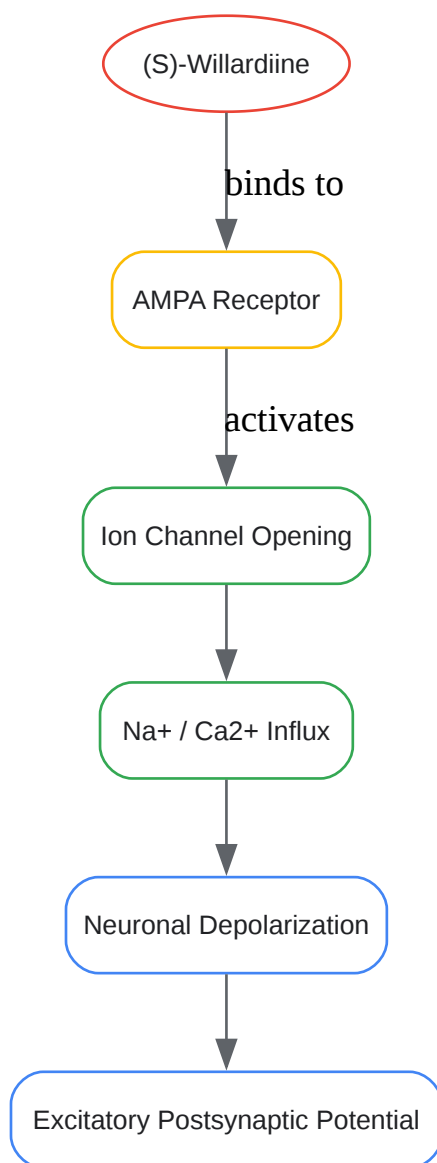 (S)-Willardiine
binds to
AMPA Receptor
activates
Ion Channel Opening
Na+ / Ca2+ Influx
Neuronal Depolarization
Excitatory Postsynaptic Potential